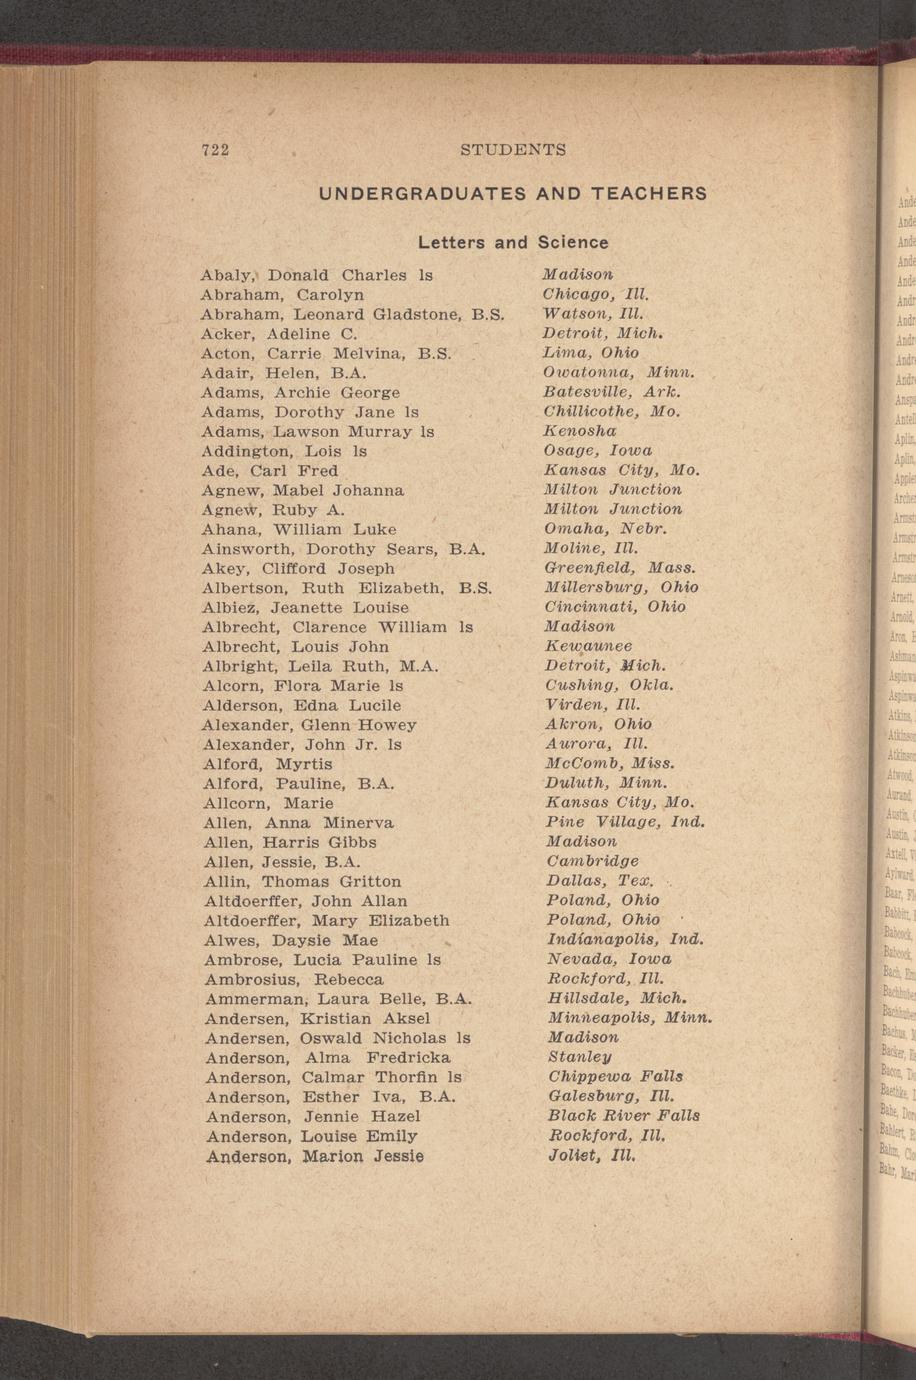 722 STUDENTS
UNDERGRADUATES AND TEACHERS
Letters and Science
Abaly, Donald Charles ls Madison
Abraham, Carolyn Chicago, Ill.
Abraham, Leonard Gladstone, B.S. Watson, Ill.
Acker, Adeline C. Detroit, Mich.
Acton, Carrie Melvina, B.S. Lima, Ohio
Adair, Helen, B.A. Owatonna, Minn.
Adams, Archie George Batesville, Ark.
Adams, Dorothy Jane ls Chillicothe, Mo.
Adams, Lawson Murray ls Kenosha
Addington, Lois ls Osage, Iowa
Ade, Carl Fred Kansas City, Mo.
Agnew, Mabel Johanna Milton Junction
Agnew, Ruby A. Milton Junction
Ahana, William Luke Omaha, Nebr.
Ainsworth, Dorothy Sears, B.A. Moline, Ill.
Akey, Clifford Joseph Greenfield, Mass.
Albertson, Ruth Elizabeth, B.S. Millersburg, Ohio
Albiez, Jeanette Louise Cincinnati, Ohio
Albrecht, Clarence William ls Madison
Albrecht, Louis John Kewaunee
Albright, Leila Ruth, M.A. Detroit, Mich.
Alcorn, Flora Marie ls Cushing, Okla.
Alderson, Edna Lucile Virden, Ill.
Alexander, Glenn Howey Akron, Ohio
Alexander, John Jr. ls Aurora, Ill.
Alford, Myrtis McComb, Miss.
Alford, Pauline, B.A. Duluth, Minn.
Allcorn, Marie Kansas City, Mo.
Allen, Anna Minerva Pine Village, Ind.
Allen, Harris Gibbs Madison
Allen, Jessie, B.A. Cambridge
Allin, Thomas Gritton Dallas, Tex.
Altdoerffer, John Allan Poland, Ohio
Altdoerffer, Mary Elizabeth Poland, Ohio
Alwes, Daysie Mae Indianapolis, Ind.
Ambrose, Lucia Pauline ls Nevada, Iowa
Ambrosius, Rebecca Rockford, Ill.
Ammerman, Laura Belle, B.A. Hillsdale, Mich.
Andersen, Kristian Aksel Minneapolis, Minn.
Andersen, Oswald Nicholas ls Madison
Anderson, Alma Fredricka Stanley
Anderson, Calmar Thorfin ls Chippewa Falls
Anderson, Esther Iva, B.A. Galesburg, Ill.
Anderson, Jennie Hazel Black River Falls
Anderson, Louise Emily Rockford, Ill.
Anderson, Marion Jessie Joliet, Ill.